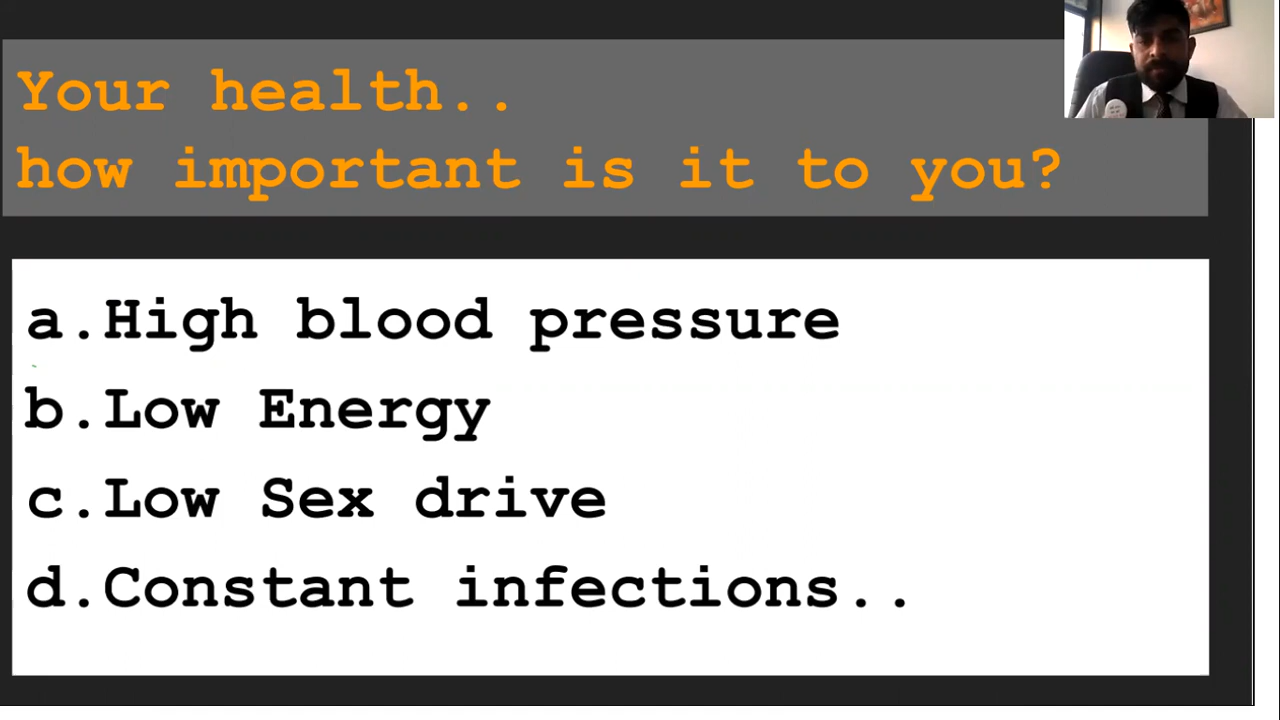 Your health..
how important is it to you?
a.High blood pressure
b.Low Energy
c.Low Sex drive
d.Constant infections..